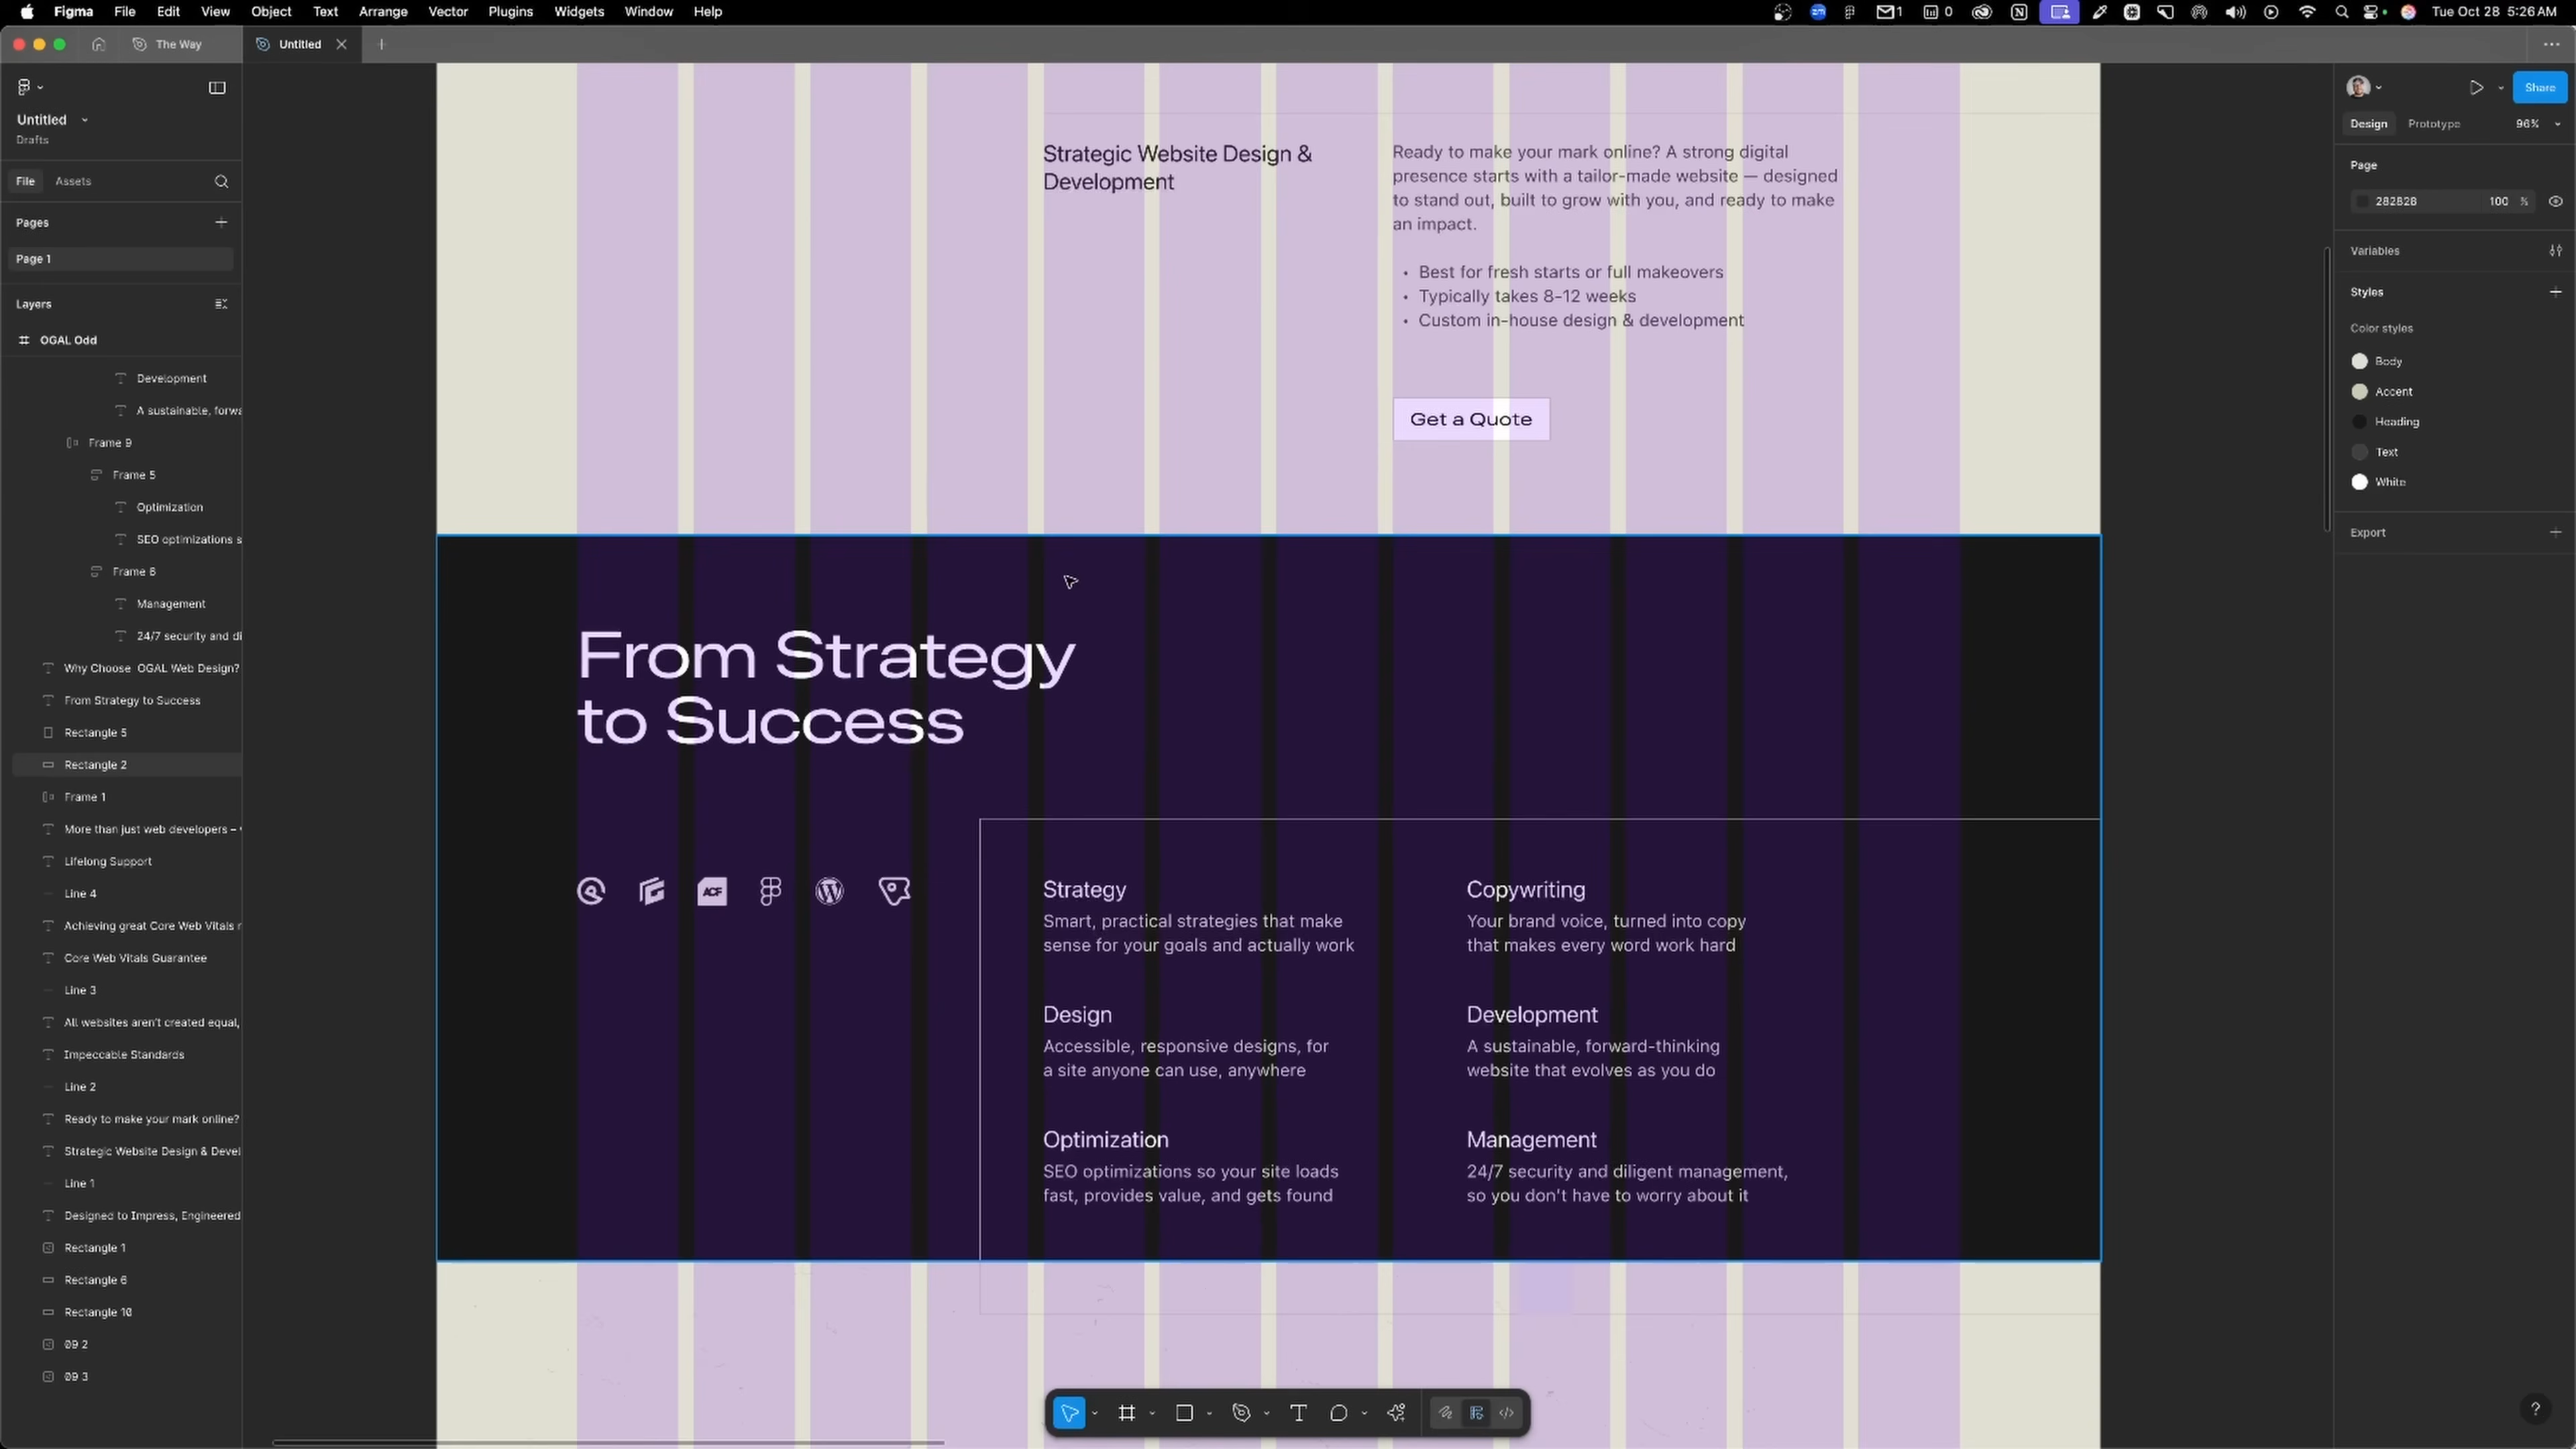 Figma File Edit View Object Text Arrange Vector Plugins Widgets Window Help
1 0 Tue Oct 28 5:26 AM
The Way
Untitled
Untitled
Drafts
File Assets
Pages
Page 1
Layers
OGAL Odd
Development
A sustainable, forwa
Frame 9
Frame 5
Optimization
SEO optimizations s
Frame 6
Management
24/7 security and di
Why Choose OGAL Web Design?
From Strategy to Success
Rectangle 5
Rectangle 2
Frame 1
More than just web developers –
Lifelong Support
Line 4
Achieving great Core Web Vitals r
Core Web Vitals Guarantee
Line 3
All websites aren't created equal,
Impeccable Standards
Line 2
Ready to make your mark online?
Strategic Website Design & Devel
Line 1
Designed to Impress, Engineered
Rectangle 1
Rectangle 6
Rectangle 10
09 2
09 3
Strategic Website Design &
Development
Ready to make your mark online? A strong digital
presence starts with a tailor-made website — designed
to stand out, built to grow with you, and ready to make
an impact.
• Best for fresh starts or full makeovers
• Typically takes 8-12 weeks
• Custom in-house design & development
Get a Quote
From Strategy
to Success
ACF
Strategy
Smart, practical strategies that make
sense for your goals and actually work
Copywriting
Your brand voice, turned into copy
that makes every word work hard
Design
Accessible, responsive designs, for
a site anyone can use, anywhere
Development
A sustainable, forward-thinking
website that evolves as you do
Optimization
SEO optimizations so your site loads
fast, provides value, and gets found
Management
24/7 security and diligent management,
so you don't have to worry about it
Share
Design Prototype 96%
Page
282828 100 %
Variables
Styles
Color styles
Body
Accent
Heading
Text
White
Export
?